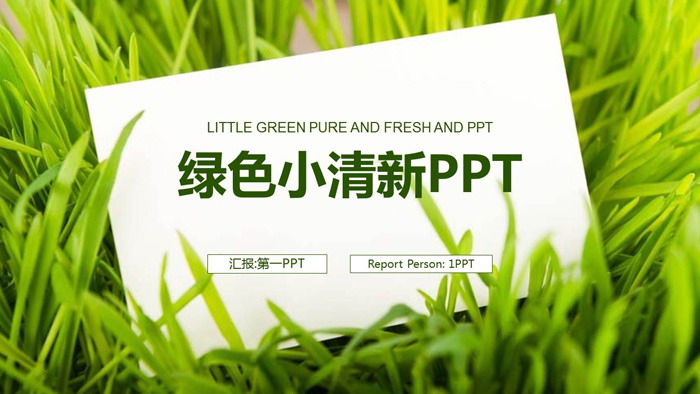 LITTLE GREEN PURE AND FRESH AND PPT
绿色小清新PPT
汇报:第一PPT
Report Person: 1PPT